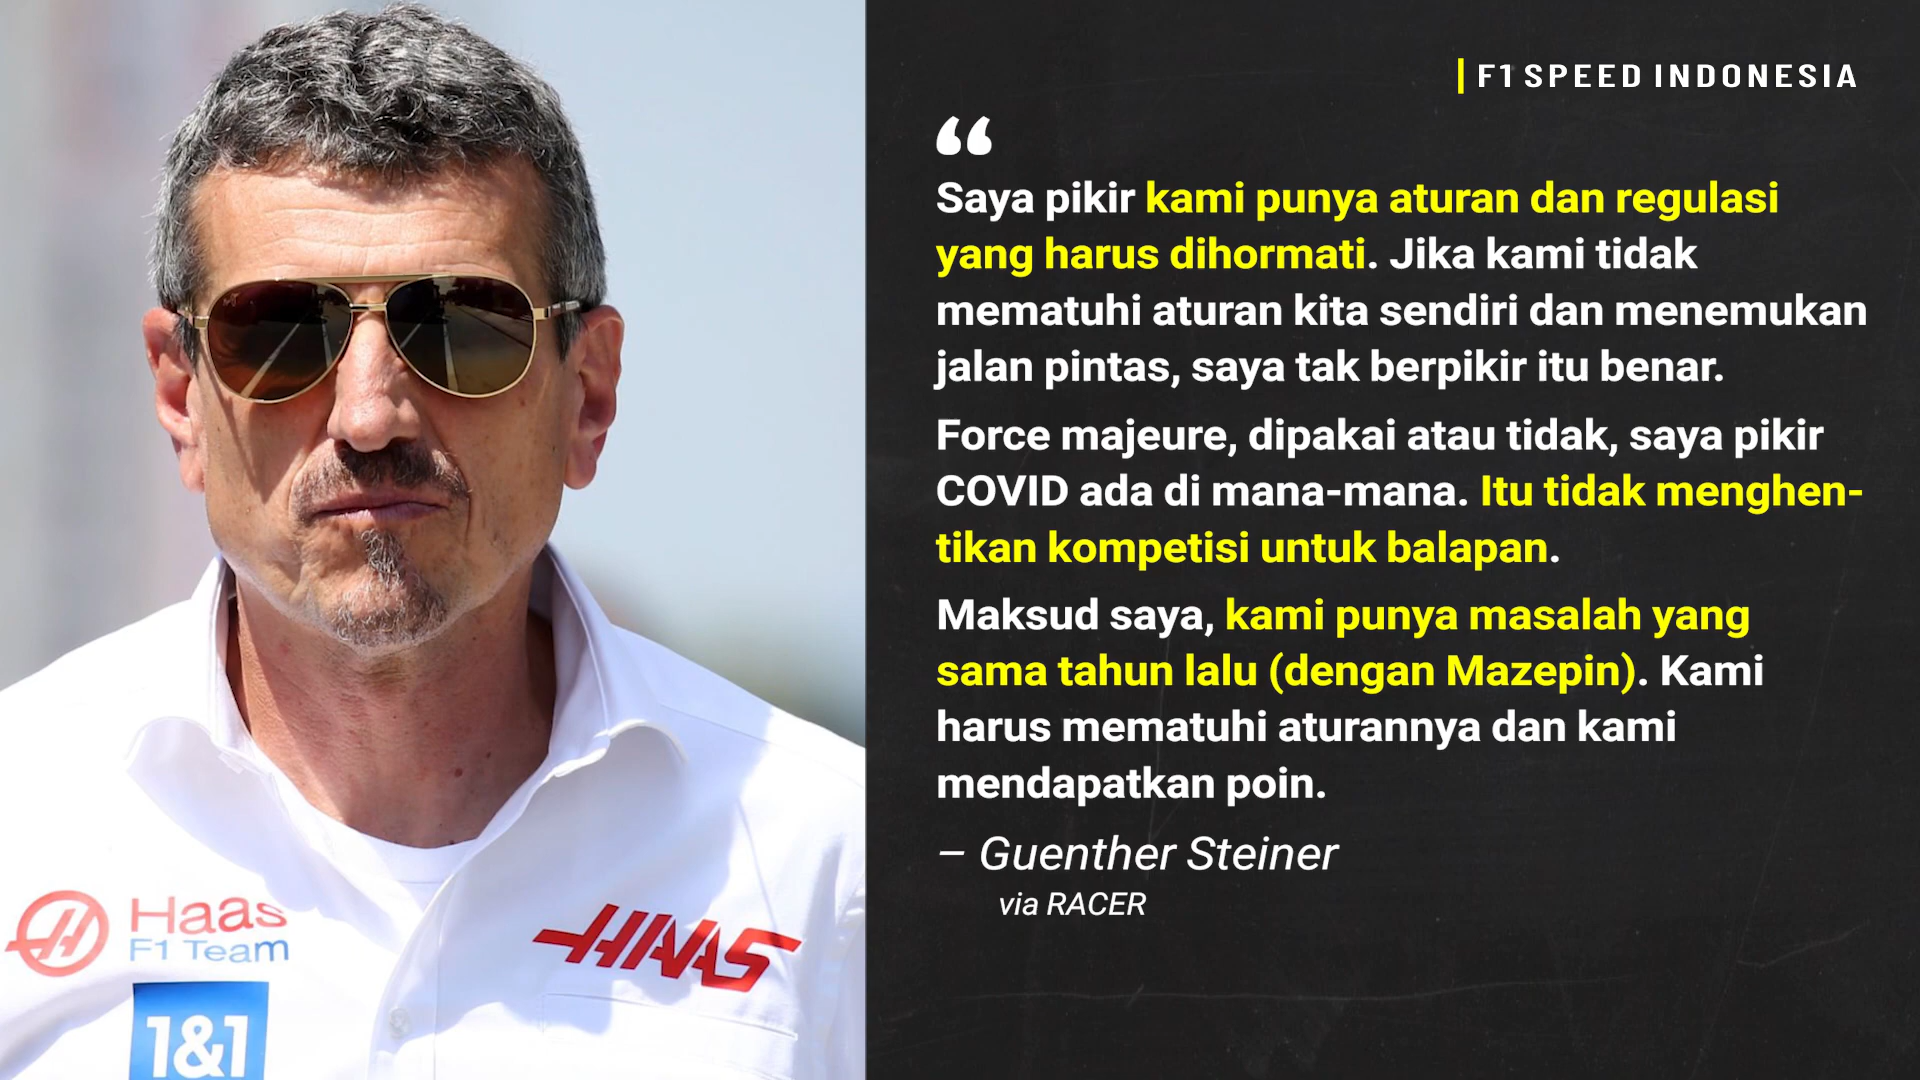 F1 SPEED INDONESIA
“
Saya pikir kami punya aturan dan regulasi
yang harus dihormati. Jika kami tidak
mematuhi aturan kita sendiri dan menemukan
jalan pintas, saya tak berpikir itu benar.
Force majeure, dipakai atau tidak, saya pikir
COVID ada di mana-mana. Itu tidak menghen-
tikan kompetisi untuk balapan.
Maksud saya, kami punya masalah yang
sama tahun lalu (dengan Mazepin). Kami
harus mematuhi aturannya dan kami
mendapatkan poin.
– Guenther Steiner
via RACER
Haas
F1 Team
HAAS
1&1